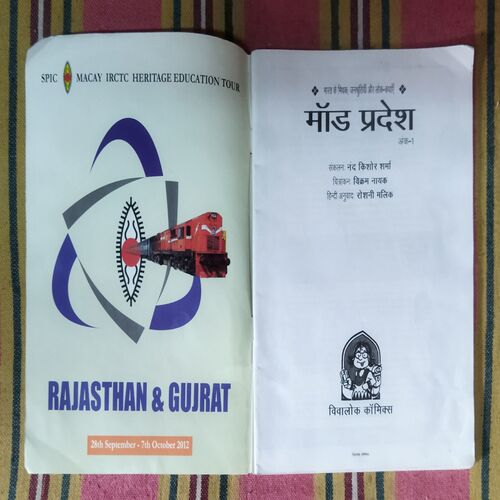 SPIC MACAY IRCTC HERITAGE EDUCATION TOUR
RAJASTHAN & GUJRAT
28th September - 7th October 2012
भारत के मिथक, जनश्रुतियाँ और लोक-कथाएँ
मॉड प्रदेश
अंक-1
संकलन नंद किशोर शर्मा
चित्रांकन विक्रम नायक
हिन्दी अनुवाद रोशनी मलिक
विवालोक कॉमिक्स